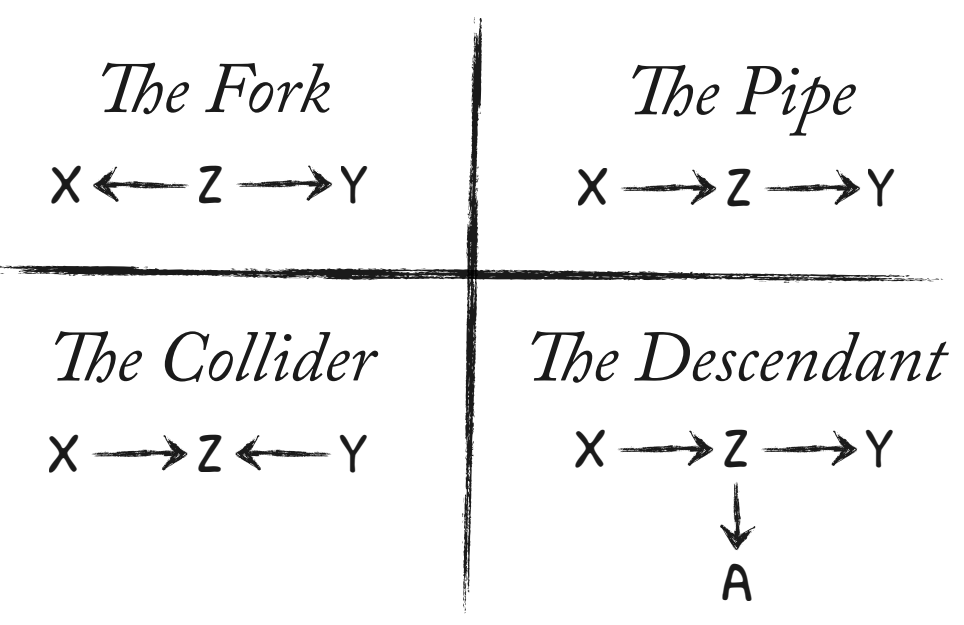 The Fork
X ← Z → Y
The Pipe
X → Z → Y
The Collider
X → Z ← Y
The Descendant
X → Z → Y
↓
A